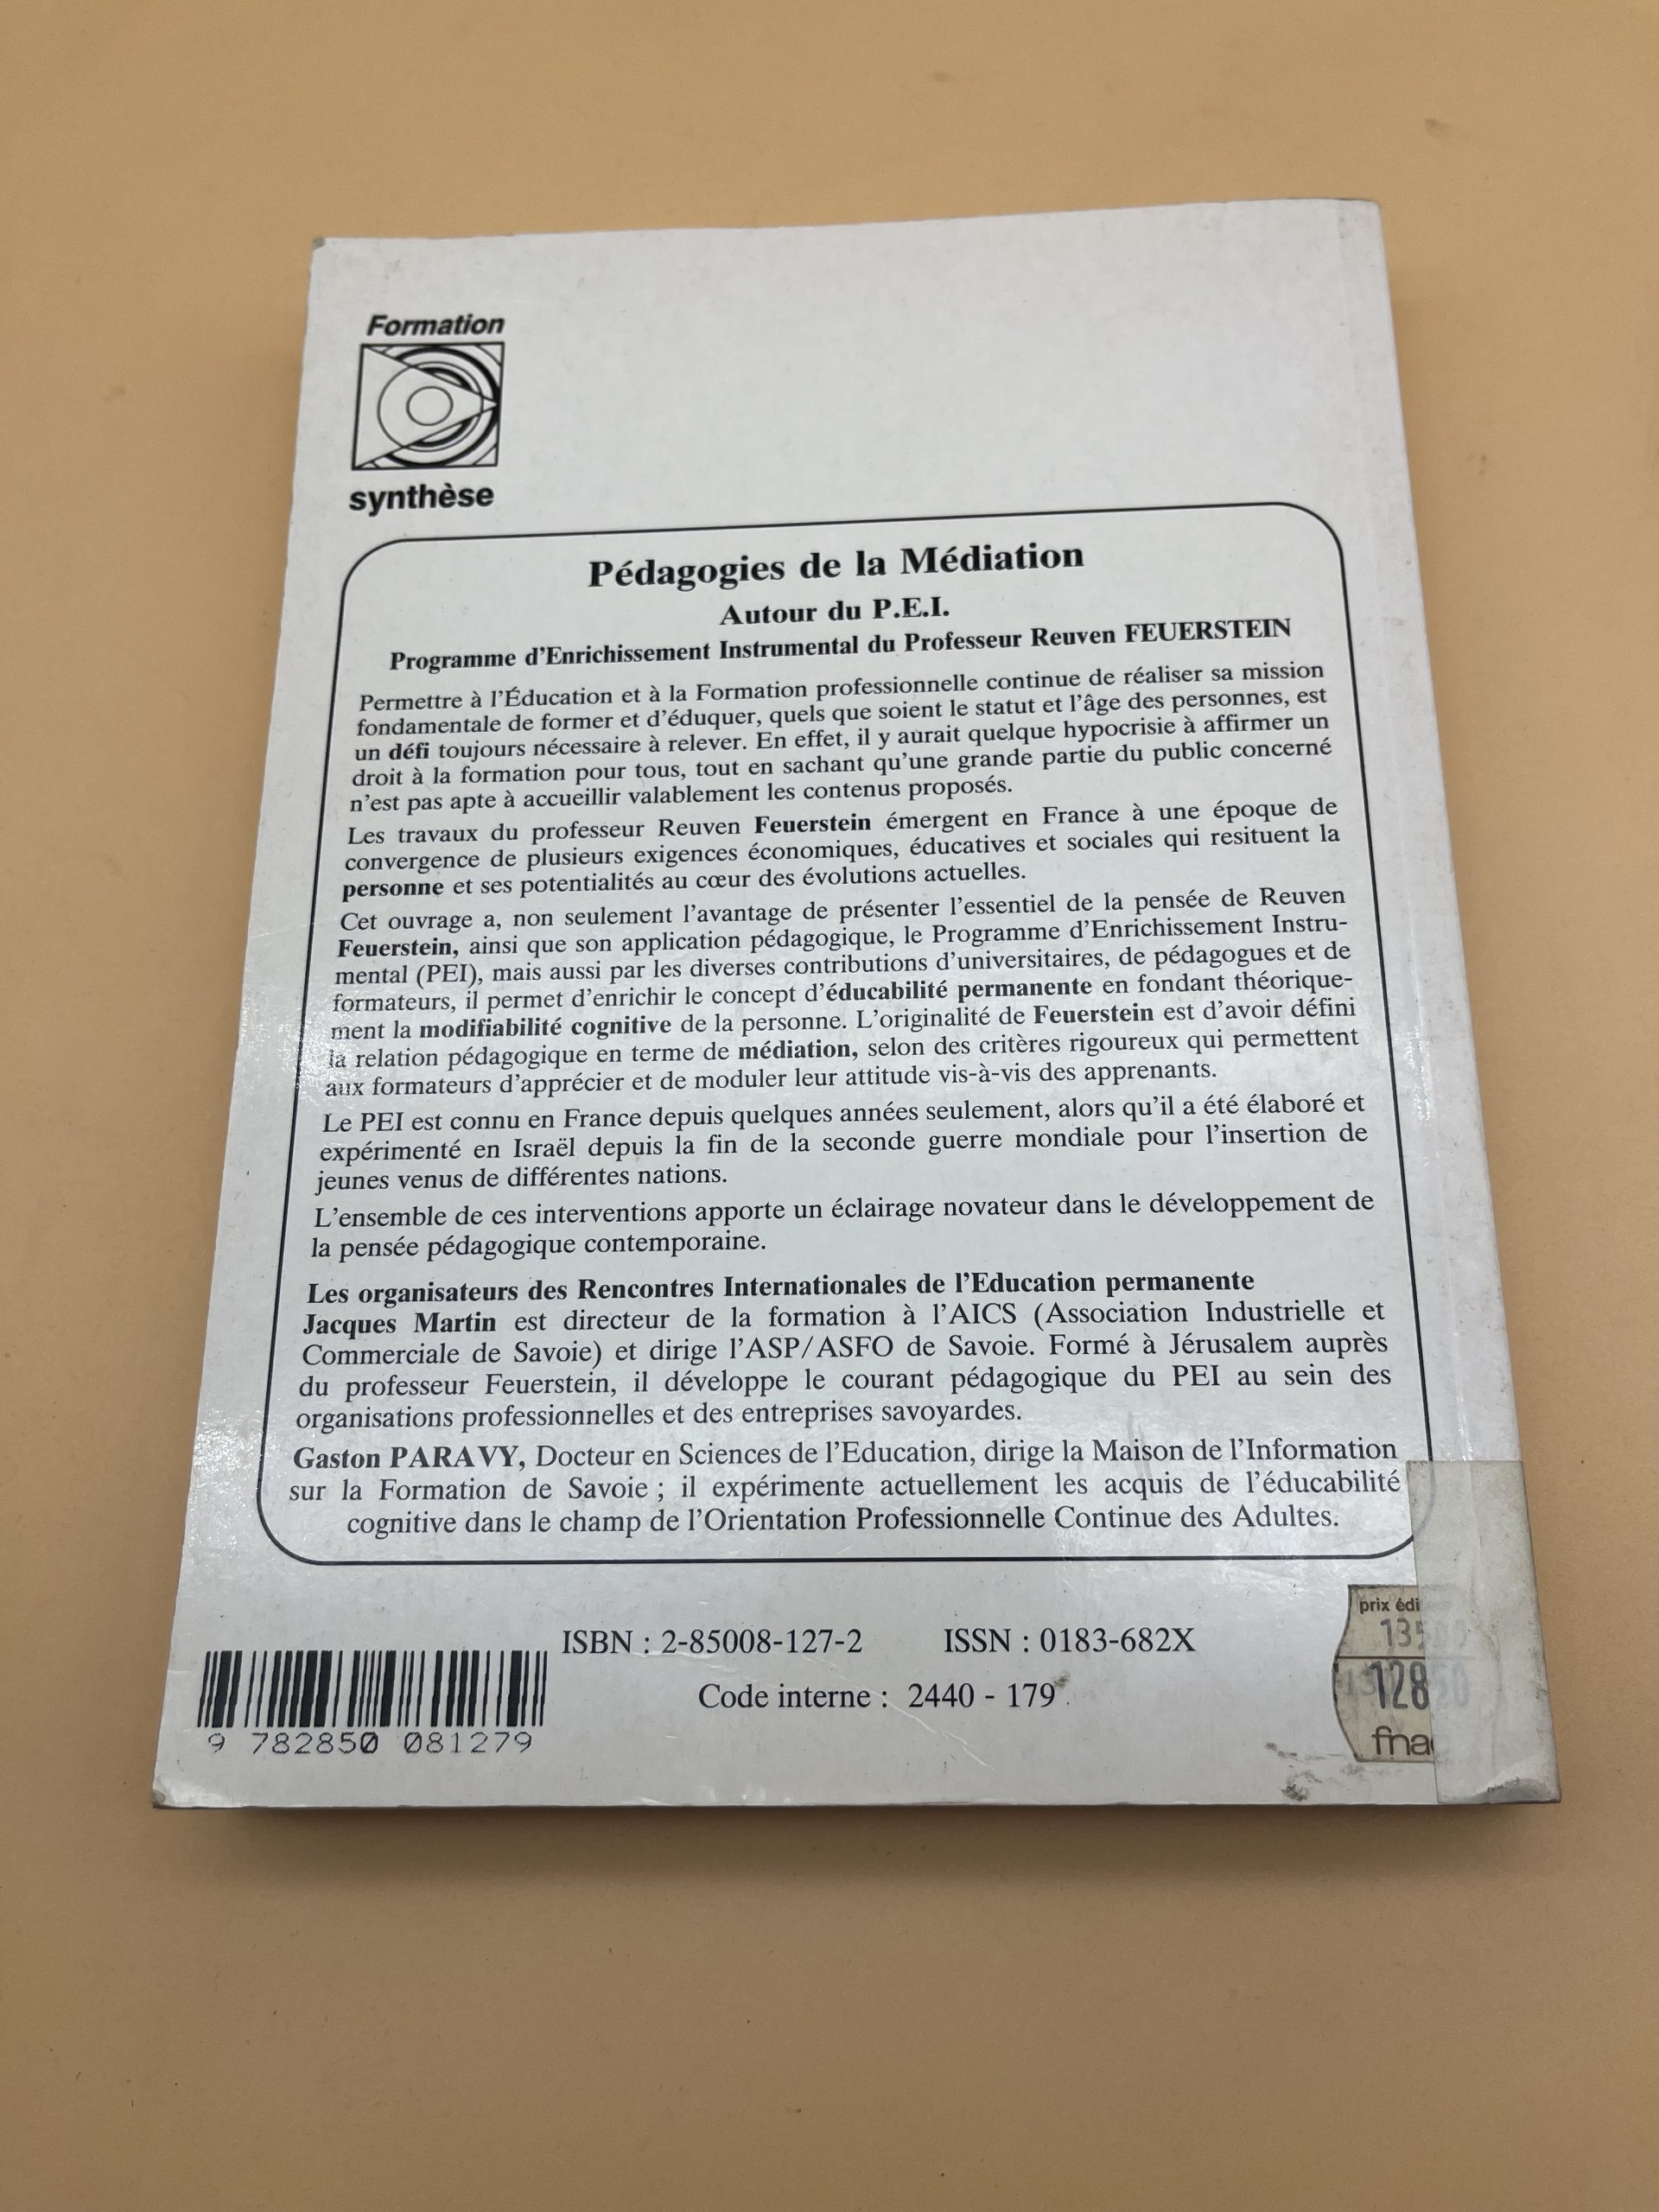 Formation
synthèse
Pédagogies de la Médiation
Autour du P.E.I.
Programme d'Enrichissement Instrumental du Professeur Reuven FEUERSTEIN
Permettre à l'Éducation et à la Formation professionnelle continue de réaliser sa mission
fondamentale de former et d'éduquer, quels que soient le statut et l'âge des personnes, est
un défi toujours nécessaire à relever. En effet, il y aurait quelque hypocrisie à affirmer un
droit à la formation pour tous, tout en sachant qu'une grande partie du public concerné
n'est pas apte à accueillir valablement les contenus proposés.
Les travaux du professeur Reuven Feuerstein émergent en France à une époque de
convergence de plusieurs exigences économiques, éducatives et sociales qui resituent la
personne et ses potentialités au cœur des évolutions actuelles.
Cet ouvrage a, non seulement l'avantage de présenter l'essentiel de la pensée de Reuven
Feuerstein, ainsi que son application pédagogique, le Programme d'Enrichissement Instru-
mental (PEI), mais aussi par les diverses contributions d'universitaires, de pédagogues et de
formateurs, il permet d'enrichir le concept d'éducabilité permanente en fondant théorique-
ment la modifiabilité cognitive de la personne. L'originalité de Feuerstein est d'avoir défini
la relation pédagogique en terme de médiation, selon des critères rigoureux qui permettent
aux formateurs d'apprécier et de moduler leur attitude vis-à-vis des apprenants.
Le PEI est connu en France depuis quelques années seulement, alors qu'il a été élaboré et
expérimenté en Israël depuis la fin de la seconde guerre mondiale pour l'insertion de
jeunes venus de différentes nations.
L'ensemble de ces interventions apporte un éclairage novateur dans le développement de
la pensée pédagogique contemporaine.
Les organisateurs des Rencontres Internationales de l'Education permanente
Jacques Martin est directeur de la formation à l'AICS (Association Industrielle et
Commerciale de Savoie) et dirige l'ASP/ASFO de Savoie. Formé à Jérusalem auprès
du professeur Feuerstein, il développe le courant pédagogique du PEI au sein des
organisations professionnelles et des entreprises savoyardes.
Gaston PARAVY, Docteur en Sciences de l'Education, dirige la Maison de l'Information
sur la Formation de Savoie ; il expérimente actuellement les acquis de l'éducabilité
cognitive dans le champ de l'Orientation Professionnelle Continue des Adultes.
ISBN : 2-85008-127-2 ISSN : 0183-682X
Code interne : 2440 - 179
9 782850 081279
prix édi
128
fna